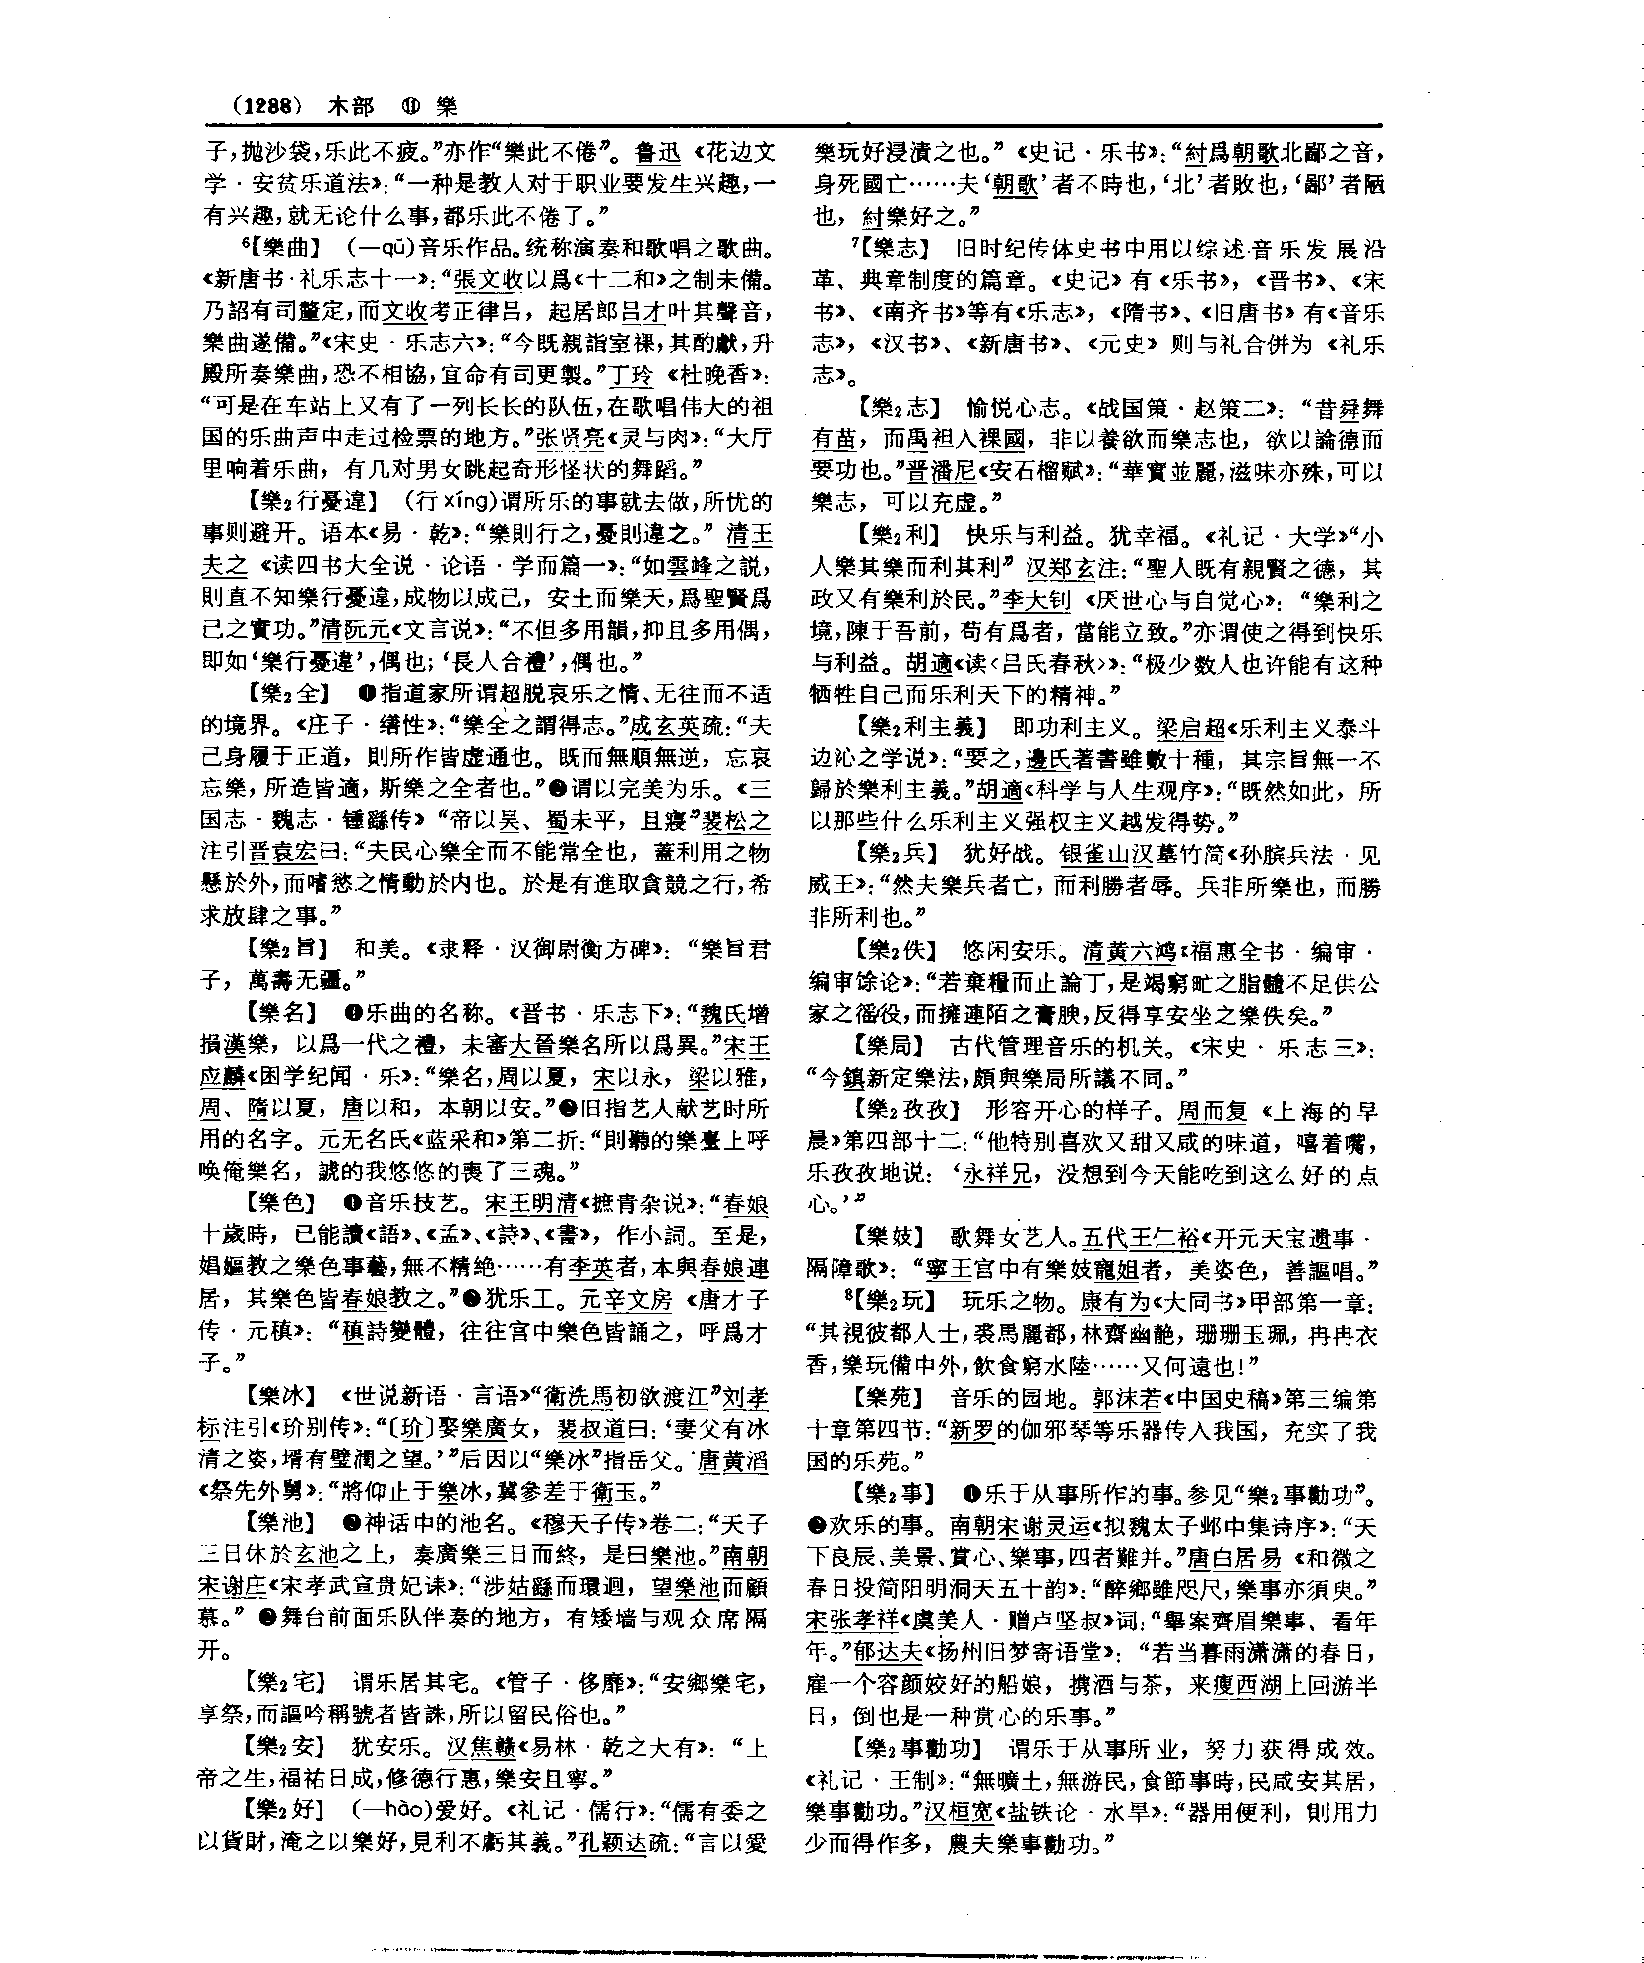 （1288） 木部 ⑪ 樂
子，抛沙袋，乐此不疲。”亦作“樂此不倦”。鲁迅《花边文
学·安贫乐道法》：“一种是教人对于职业要发生兴趣，一
有兴趣，就无论什么事，都乐此不倦了。”
⁶【樂曲】 （—qǔ）音乐作品。统称演奏和歌唱之歌曲。
《新唐书·礼乐志十一》：“張文收以爲《十二和》之制未備。
乃詔有司釐定，而文收考正律吕，起居郎吕才叶其聲音，
樂曲遂備。”《宋史·乐志六》：“今既親詣室祼，其酌獻，升
殿所奏樂曲，恐不相協，宜命有司更製。”丁玲《杜晚香》：
“可是在车站上又有了一列长长的队伍，在歌唱伟大的祖
国的乐曲声中走过检票的地方。”张贤亮《灵与肉》：“大厅
里响着乐曲，有几对男女跳起奇形怪状的舞蹈。”
【樂₂行憂違】 （行 xíng）谓所乐的事就去做，所忧的
事则避开。语本《易·乾》：“樂則行之，憂則違之。”清王
夫之《读四书大全说·论语·学而篇一》：“如雲峰之説，
則直不知樂行憂違，成物以成己，安土而樂天，爲聖賢爲
己之實功。”清阮元《文言说》：“不但多用韻，抑且多用偶，
即如‘樂行憂違’，偶也；‘長人合禮’，偶也。”
【樂₂全】 ❶指道家所谓超脱哀乐之情、无往而不适
的境界。《庄子·缮性》：“樂全之謂得志。”成玄英疏：“夫
己身履于正道，則所作皆虚通也。既而無順無逆，忘哀
忘樂，所造皆適，斯樂之全者也。”❷谓以完美为乐。《三
国志·魏志·锺繇传》“帝以吴、蜀未平，且寢”裴松之
注引晋袁宏曰：“夫民心樂全而不能常全也，蓋利用之物
懸於外，而嗜慾之情動於内也。於是有進取貪競之行，希
求放肆之事。”
【樂₂旨】 和美。《隶释·汉御尉衡方碑》：“樂旨君
子，萬壽无疆。”
【樂名】 ❶乐曲的名称。《晋书·乐志下》：“魏氏增
損漢樂，以爲一代之禮，未審大晉樂名所以爲異。”宋王
应麟《困学纪闻·乐》：“樂名，周以夏，宋以永，梁以雅，
周、隋以夏，唐以和，本朝以安。”❷旧指艺人献艺时所
用的名字。元无名氏《蓝采和》第二折：“則聽的樂臺上呼
唤俺樂名，諕的我悠悠的喪了三魂。”
【樂色】 ❶音乐技艺。宋王明清《摭青杂说》：“春娘
十歲時，已能讀《語》、《孟》、《詩》、《書》，作小詞。至是，
娼嫗教之樂色事藝，無不精絶……有李英者，本與春娘連
居，其樂色皆春娘教之。”❷犹乐工。元辛文房《唐才子
传·元稹》：“稹詩變體，往往宫中樂色皆誦之，呼爲才
子。”
【樂冰】 《世说新语·言语》“衛洗馬初欲渡江”刘孝
标注引《玠别传》：“〔玠〕娶樂廣女，裴叔道曰：‘妻父有冰
清之姿，壻有璧潤之望。’”后因以“樂冰”指岳父。唐黄滔
《祭先外舅》：“將仰止于樂冰，冀參差于衛玉。”
【樂池】 ❶神话中的池名。《穆天子传》卷二：“天子
三日休於玄池之上，奏廣樂三日而終，是曰樂池。”南朝
宋谢庄《宋孝武宣贵妃诔》：“涉姑繇而環迴，望樂池而顧
慕。”❷舞台前面乐队伴奏的地方，有矮墙与观众席隔
开。
【樂₂宅】 谓乐居其宅。《管子·侈靡》：“安鄉樂宅，
享祭，而謳吟稱號者皆誅，所以留民俗也。”
【樂₂安】 犹安乐。汉焦赣《易林·乾之大有》：“上
帝之生，福祐日成，修德行惠，樂安且寧。”
【樂₂好】 （—hào）爱好。《礼记·儒行》：“儒有委之
以貨財，淹之以樂好，見利不虧其義。”孔颖达疏：“言以愛
樂玩好浸漬之也。”《史记·乐书》：“紂爲朝歌北鄙之音，
身死國亡……夫‘朝歌’者不時也，‘北’者敗也，‘鄙’者陋
也，紂樂好之。”
⁷【樂志】 旧时纪传体史书中用以综述音乐发展沿
革、典章制度的篇章。《史记》有《乐书》，《晋书》、《宋
书》、《南齐书》等有《乐志》，《隋书》、《旧唐书》有《音乐
志》，《汉书》、《新唐书》、《元史》则与礼合併为《礼乐
志》。
【樂₂志】 愉悦心志。《战国策·赵策二》：“昔舜舞
有苗，而禹袒入裸國，非以養欲而樂志也，欲以論德而
要功也。”晋潘尼《安石榴赋》：“華實並麗，滋味亦殊，可以
樂志，可以充虚。”
【樂₂利】 快乐与利益。犹幸福。《礼记·大学》“小
人樂其樂而利其利”汉郑玄注：“聖人既有親賢之德，其
政又有樂利於民。”李大钊《厌世心与自觉心》：“樂利之
境，陳于吾前，苟有爲者，當能立致。”亦谓使之得到快乐
与利益。胡適《读〈吕氏春秋〉》：“极少数人也许能有这种
牺牲自己而乐利天下的精神。”
【樂₂利主義】 即功利主义。梁启超《乐利主义泰斗
边沁之学说》：“要之，邊氏著書雖數十種，其宗旨無一不
歸於樂利主義。”胡適《科学与人生观序》：“既然如此，所
以那些什么乐利主义强权主义越发得势。”
【樂₂兵】 犹好战。银雀山汉墓竹简《孙膑兵法·见
威王》：“然夫樂兵者亡，而利勝者辱。兵非所樂也，而勝
非所利也。”
【樂₂佚】 悠闲安乐。清黄六鸿《福惠全书·编审·
编审馀论》：“若棄糧而止論丁，是竭窮甿之脂髓不足供公
家之徭役，而擁連陌之膏腴，反得享安坐之樂佚矣。”
【樂局】 古代管理音乐的机关。《宋史·乐志三》：
“今鎮新定樂法，頗與樂局所議不同。”
【樂₂孜孜】 形容开心的样子。周而复《上海的早
晨》第四部十二：“他特别喜欢又甜又咸的味道，嘻着嘴，
乐孜孜地说：‘永祥兄，没想到今天能吃到这么好的点
心。’”
【樂妓】 歌舞女艺人。五代王仁裕《开元天宝遗事·
隔障歌》：“寧王宫中有樂妓寵姐者，美姿色，善謳唱。”
⁸【樂₂玩】 玩乐之物。康有为《大同书》甲部第一章：
“其視彼都人士，裘馬麗都，林齋幽靘，珊珊玉珮，冉冉衣
香，樂玩備中外，飲食窮水陸……又何遠也！”
【樂苑】 音乐的园地。郭沫若《中国史稿》第三编第
十章第四节：“新罗的伽邪琴等乐器传入我国，充实了我
国的乐苑。”
【樂₂事】 ❶乐于从事所作的事。参见“樂₂事勸功”。
❷欢乐的事。南朝宋谢灵运《拟魏太子邺中集诗序》：“天
下良辰、美景、賞心、樂事，四者難并。”唐白居易《和微之
春日投简阳明洞天五十韵》：“醉鄉雖咫尺，樂事亦須臾。”
宋张孝祥《虞美人·赠卢坚叔》词：“舉案齊眉樂事、看年
年。”郁达夫《扬州旧梦寄语堂》：“若当暮雨潇潇的春日，
雇一个容颜姣好的船娘，携酒与茶，来瘦西湖上回游半
日，倒也是一种赏心的乐事。”
【樂₂事勸功】 谓乐于从事所业，努力获得成效。
《礼记·王制》：“無曠土，無游民，食節事時，民咸安其居，
樂事勸功。”汉桓宽《盐铁论·水旱》：“器用便利，則用力
少而得作多，農夫樂事勸功。”